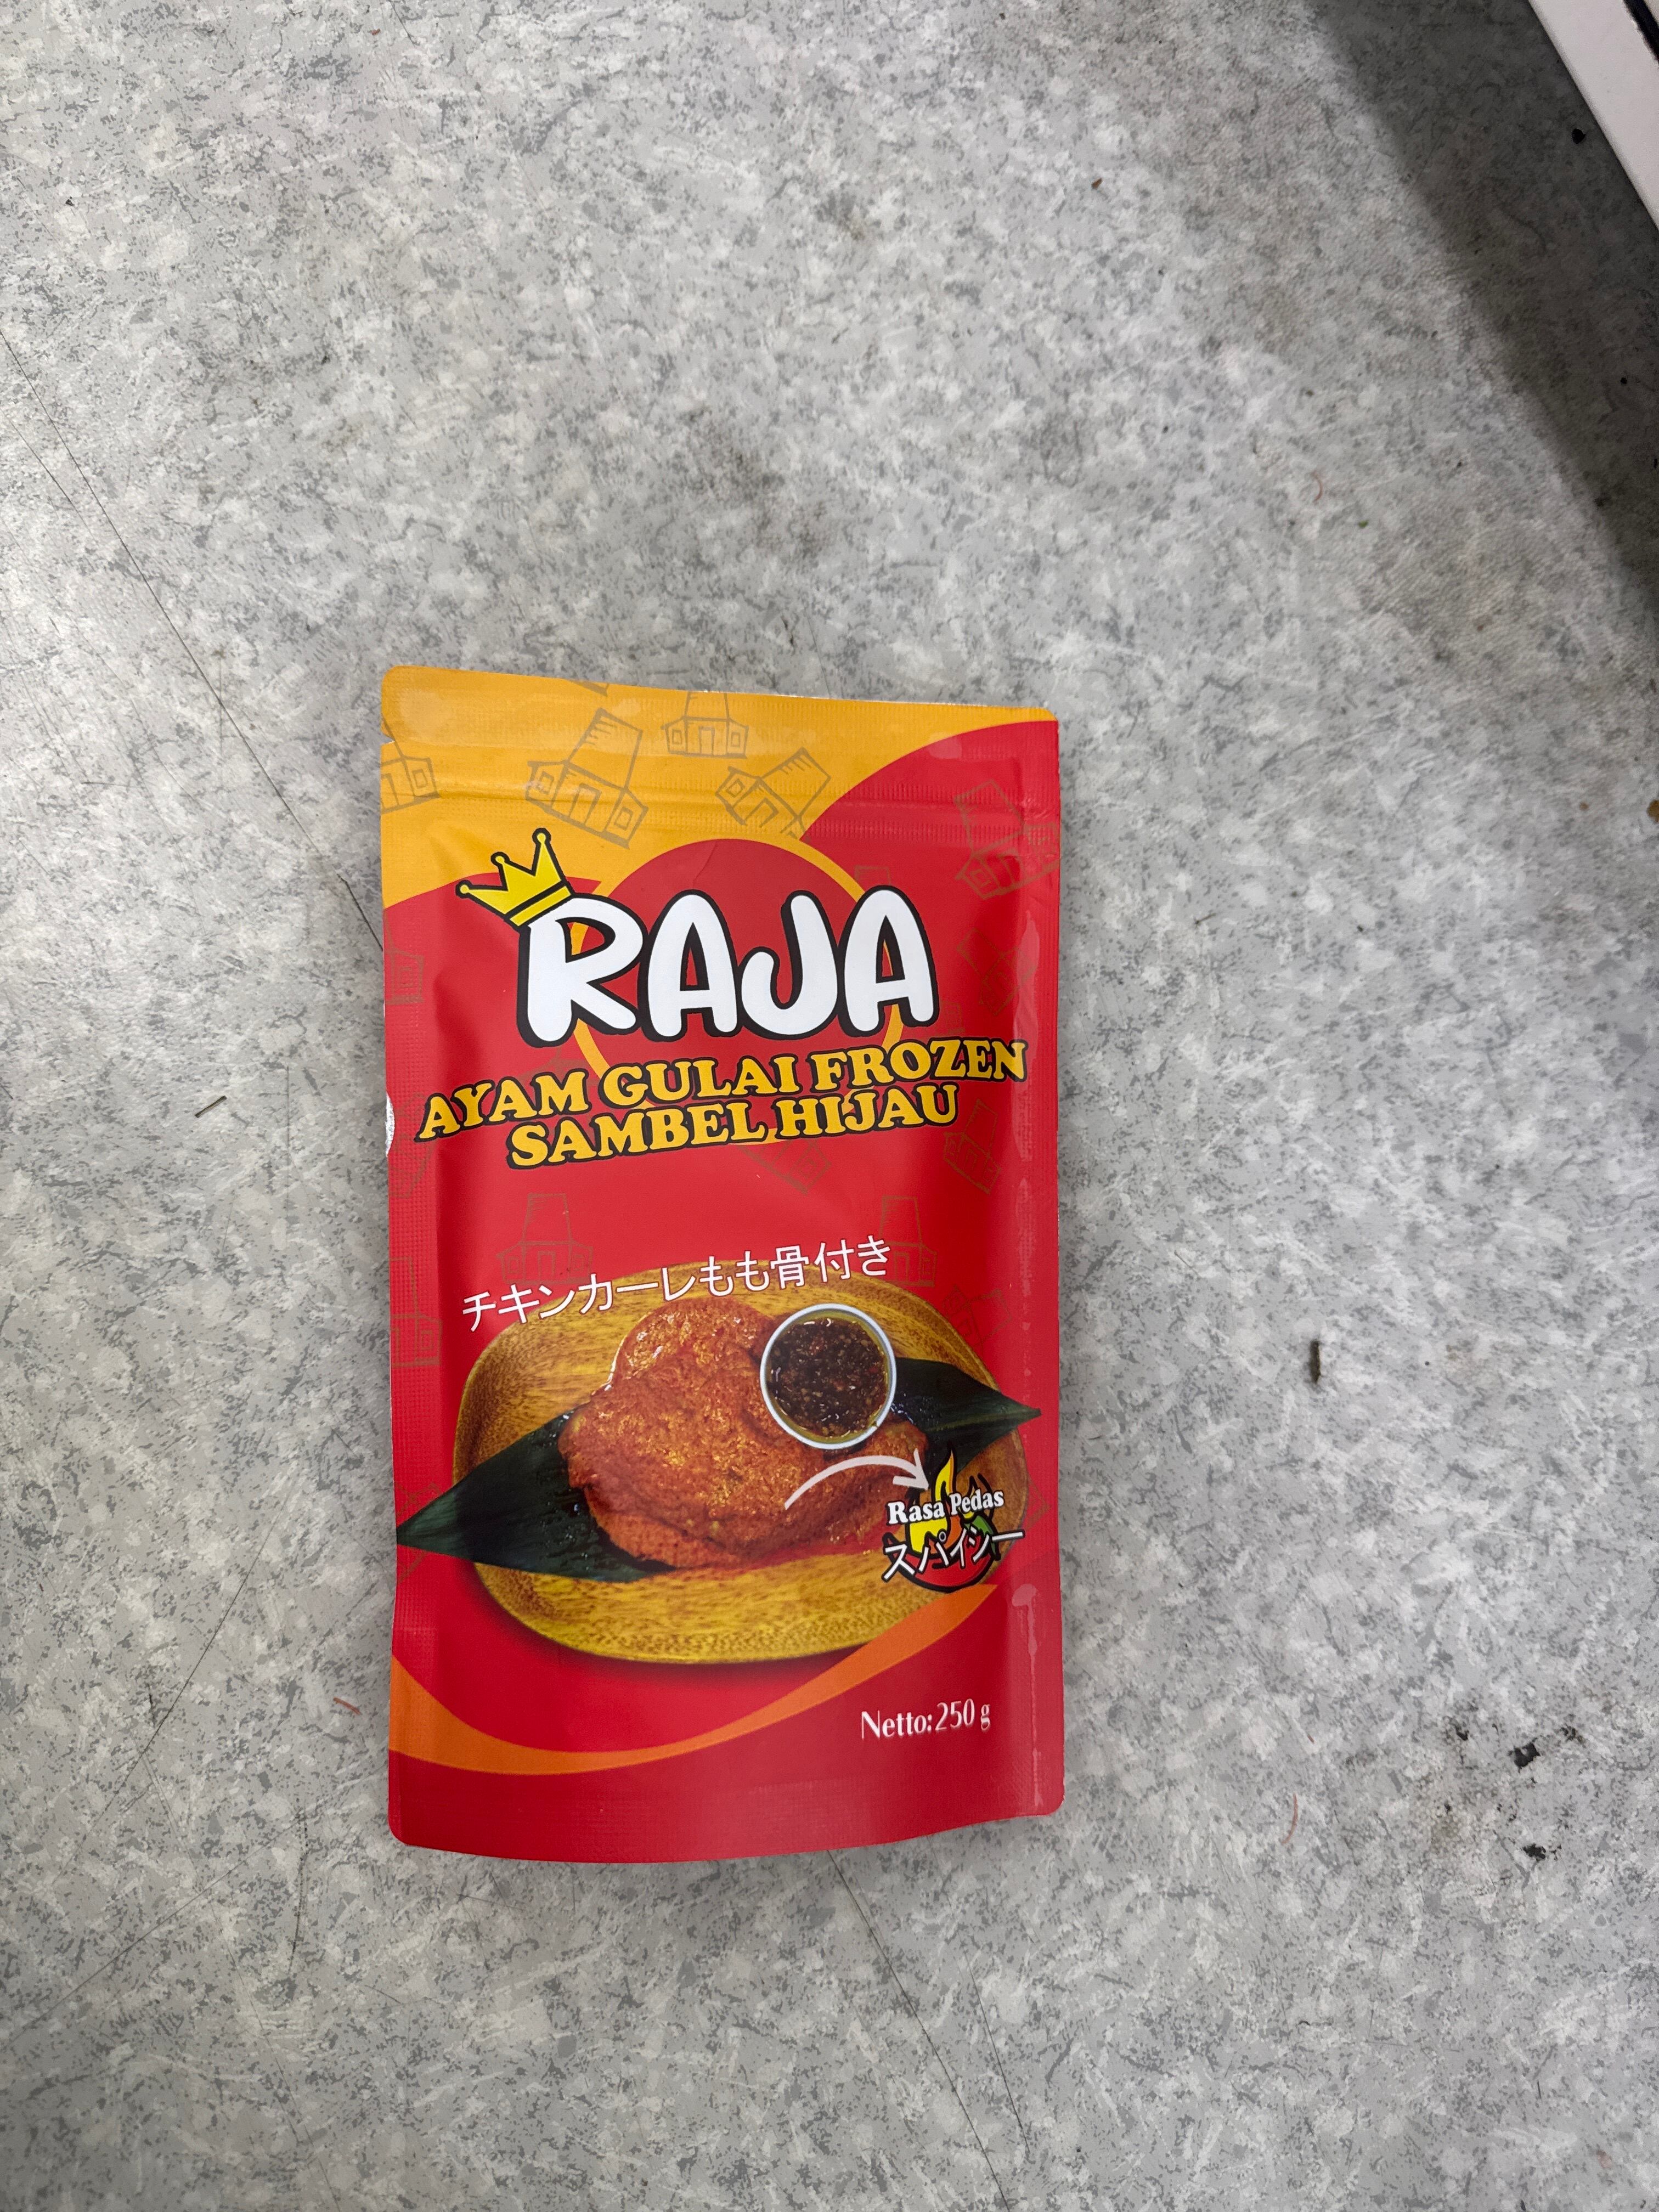 RAJA
AYAM GULAI FROZEN
SAMBEL HIJAU
チキンカーレもも骨付き
Rasa Pedas
スパイシー
Netto:250 g